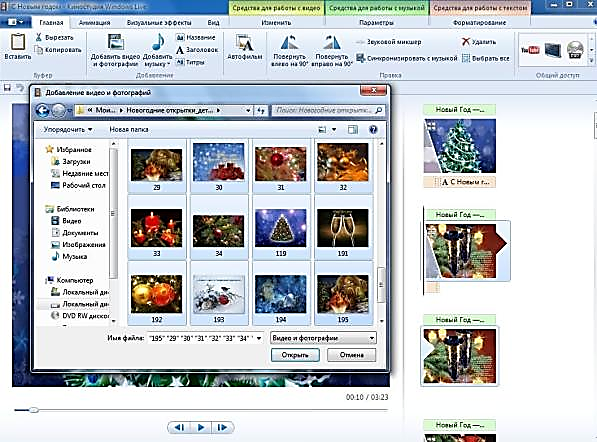 С Новым годом - Киностудия Windows Live
Средства для работы с видео
Средства для работы с музыкой
Средства для работы с текстом
Главная
Анимация
Визуальные эффекты
Вид
Изменить
Параметры
Форматирование
Вставить
Вырезать
Копировать
Буфер
Добавить видео и фотографии
Добавить музыку
Название
Заголовок
Титры
Добавление
Автофильм
Повернуть влево на 90°
Повернуть вправо на 90°
Звуковой микшер
Синхронизировать с музыкой
Удалить
Выбрать все
Правка
You Tube
Общий доступ
Добавление видео и фотографий
« Мои... ▸ Новогодние открытки_дет...
Поиск: Новогодние открытк...
Упорядочить
Новая папка
Избранное
Загрузки
Недавние мест
Рабочий стол
Библиотеки
Видео
Документы
Изображения
Музыка
Компьютер
Локальный ди
Локальный ди
DVD RW дисков
29
30
31
32
33
34
119
191
192
193
194
195
Имя файла:
"195" "29" "30" "31" "32" "33" "34" "
Видео и фотографии
Открыть
Отмена
00:10 / 03:23
Новый Год —...
A С Новым г...
Новый Год —...
Новый Год —...
Новый Год —...